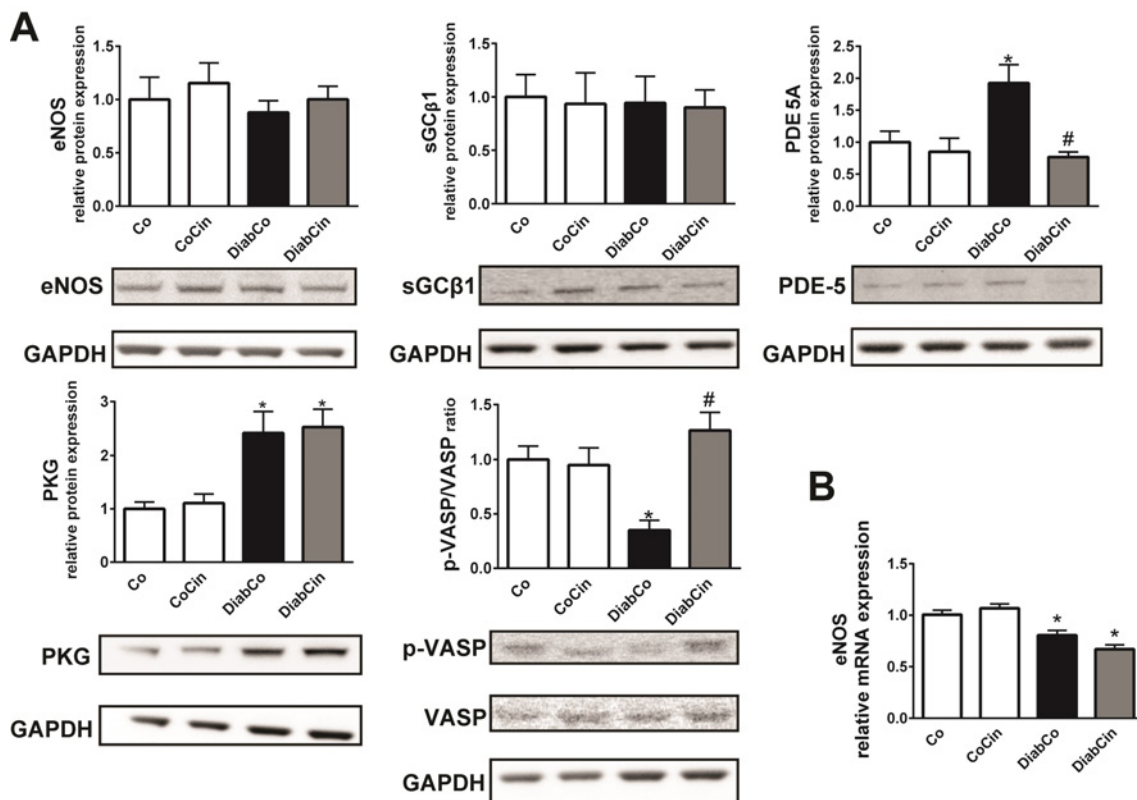 A
eNOS
relative protein expression
1.5
1.0
0.5
0.0
Co
CoCin
DiabCo
DiabCin
eNOS
GAPDH
sGCβ1
relative protein expression
1.5
1.0
0.5
0.0
Co
CoCin
DiabCo
DiabCin
sGCβ1
GAPDH
PDE5A
relative protein expression
2.5
2.0
1.5
1.0
0.5
0.0
*
#
Co
CoCin
DiabCo
DiabCin
PDE-5
GAPDH
PKG
relative protein expression
3
2
1
0
*
*
Co
CoCin
DiabCo
DiabCin
PKG
GAPDH
p-VASP/VASP ratio
1.5
1.0
0.5
0.0
*
#
Co
CoCin
DiabCo
DiabCin
p-VASP
VASP
GAPDH
B
eNOS
relative mRNA expression
1.5
1.0
0.5
0.0
*
*
Co
CoCin
DiabCo
DiabCin